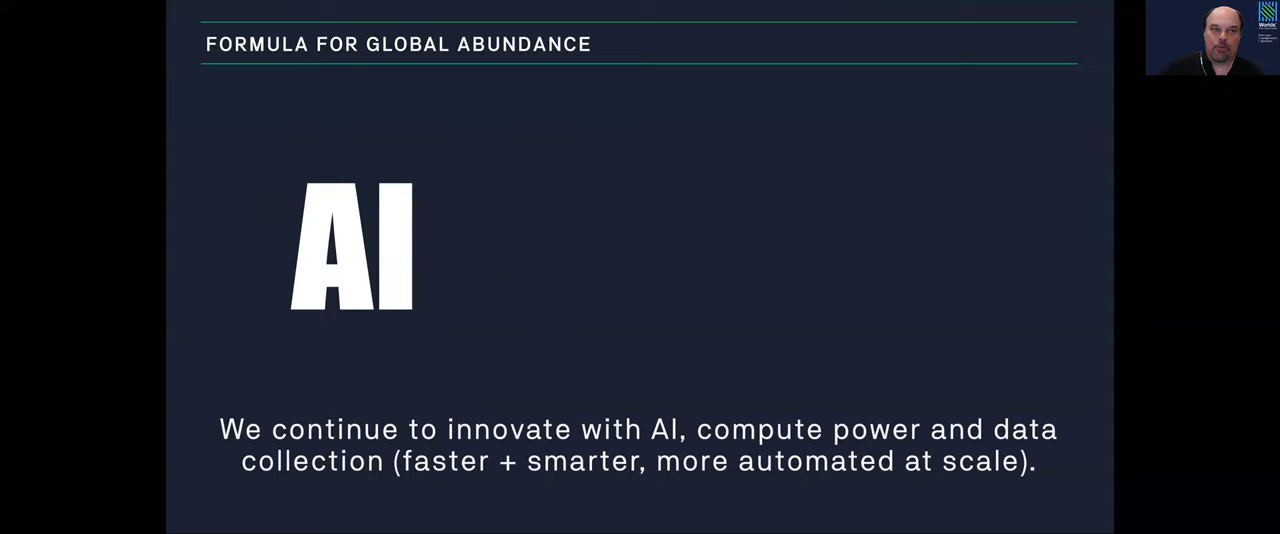 FORMULA FOR GLOBAL ABUNDANCE
AI
We continue to innovate with AI, compute power and data
collection (faster + smarter, more automated at scale).
Worlds